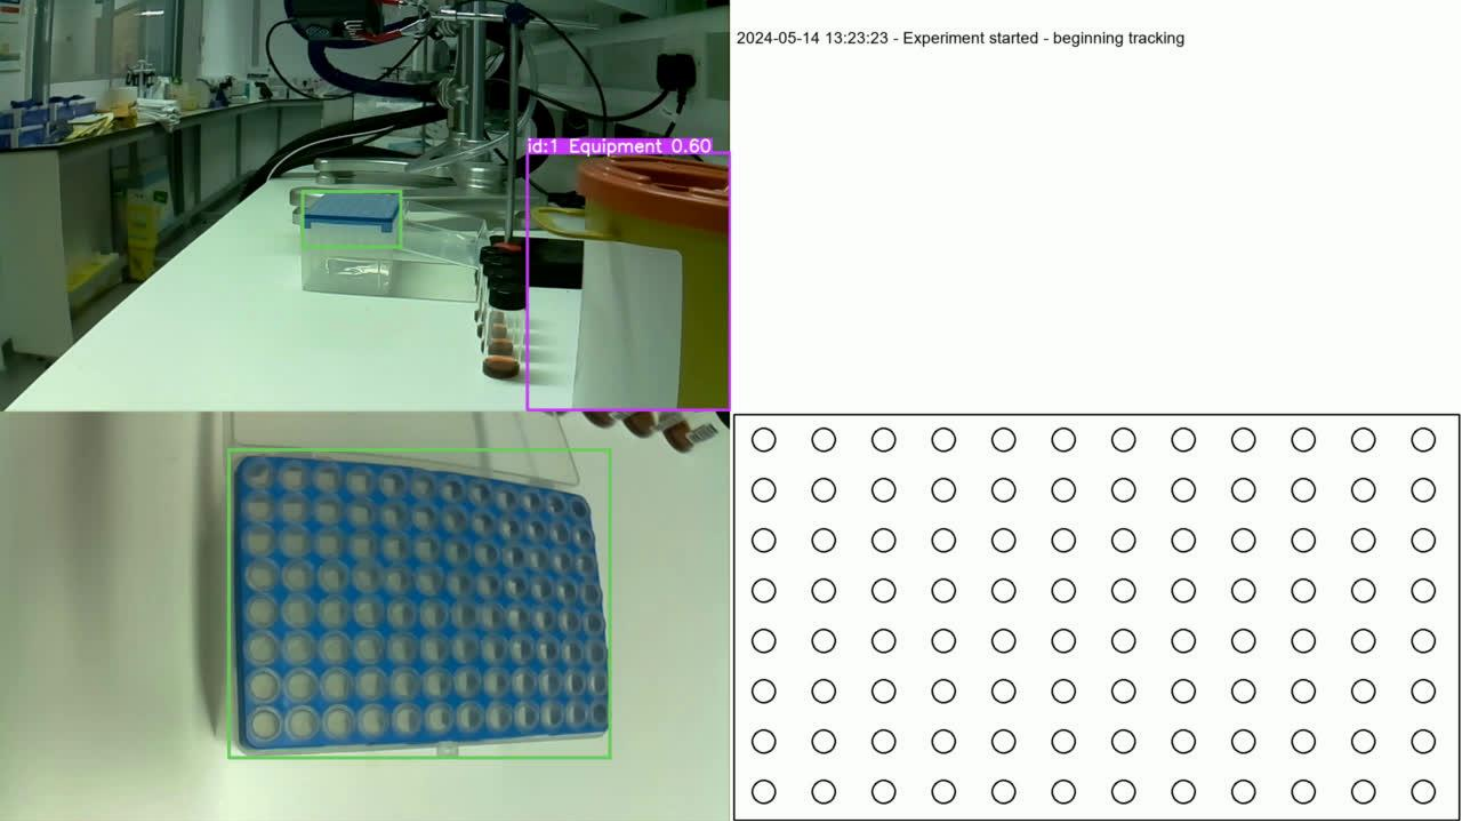 id:1 Equipment 0.60
2024-05-14 13:23:23 - Experiment started - beginning tracking